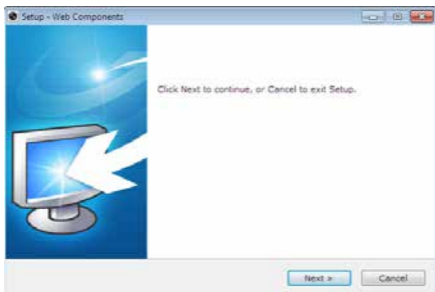 Setup - Web Components
Click Next to continue, or Cancel to exit Setup.
Next >
Cancel